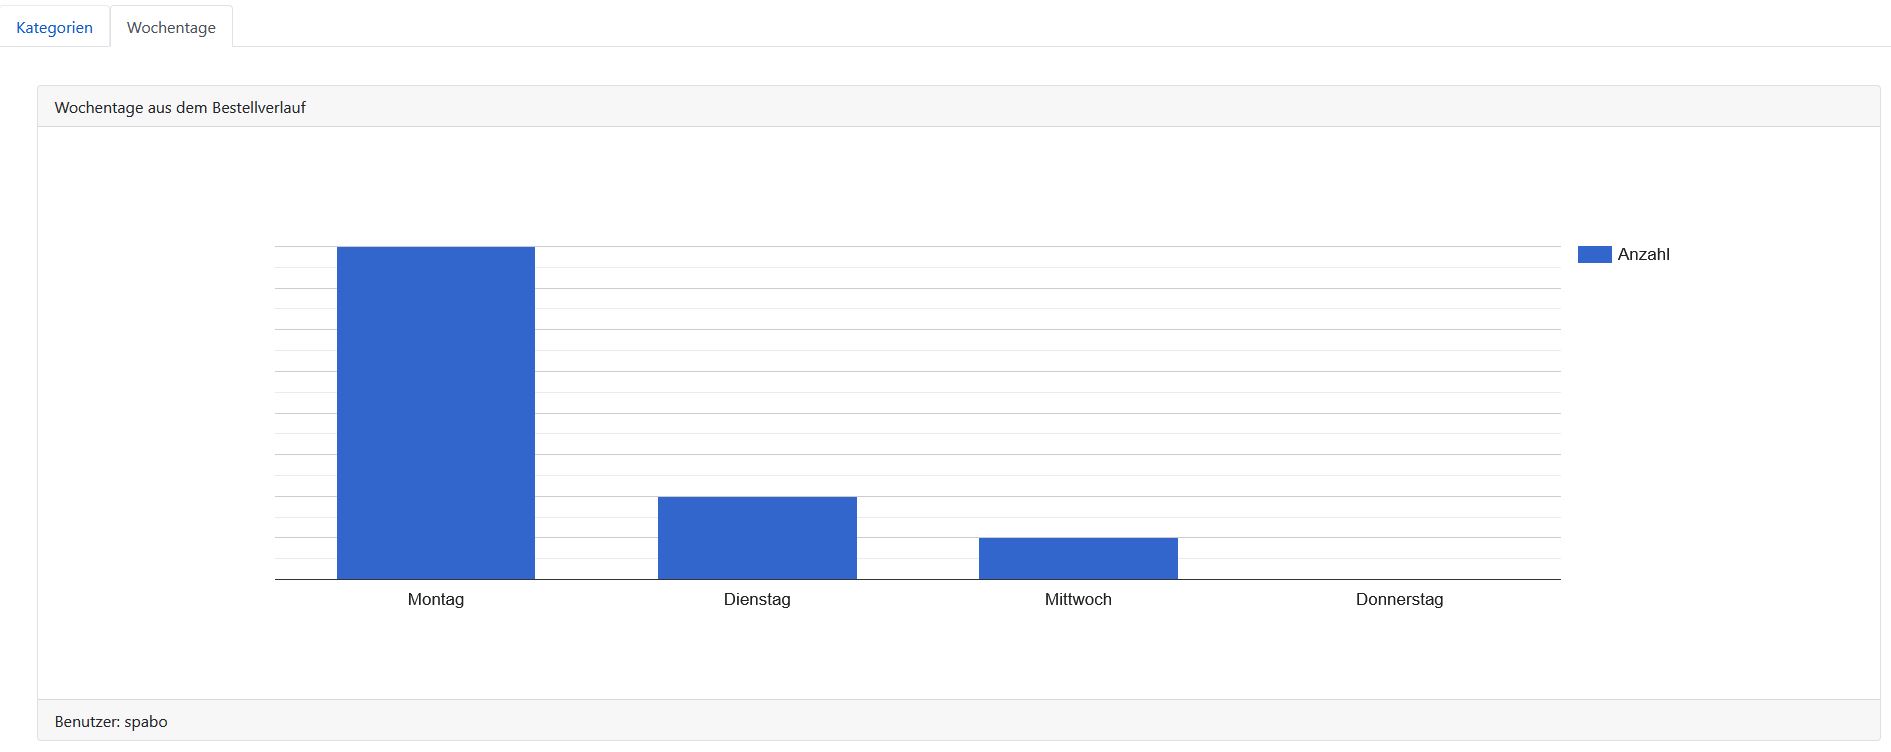 Kategorien Wochentage
Wochentage aus dem Bestellverlauf
Anzahl
Montag Dienstag Mittwoch Donnerstag
Benutzer: spabo